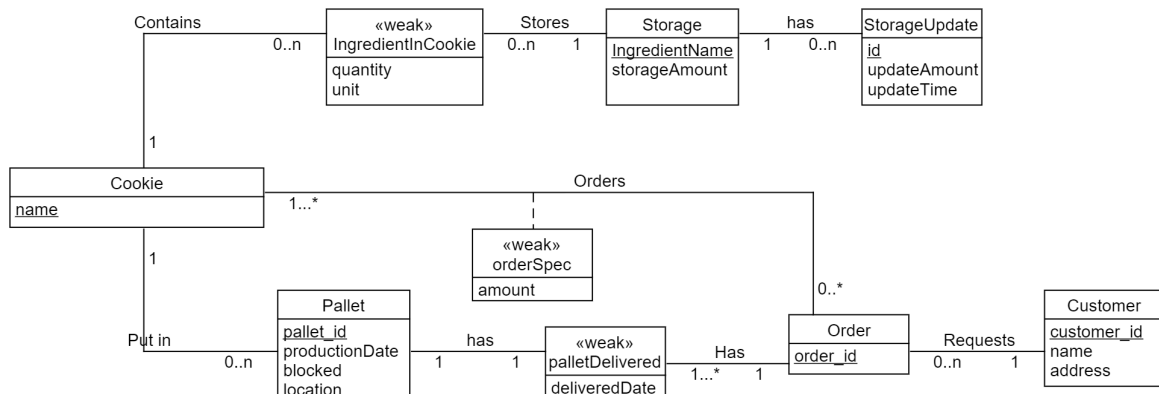 Contains
0..n
«weak»
IngredientInCookie
quantity
unit
Stores
0..n
1
Storage
IngredientName
storageAmount
has
1
0..n
StorageUpdate
id
updateAmount
updateTime
1
Cookie
name
1...*
Orders
1
«weak»
orderSpec
amount
0..*
Put in
0..n
Pallet
pallet_id
productionDate
blocked
location
has
1
1
«weak»
palletDelivered
deliveredDate
Has
1...*
1
Order
order_id
Requests
0..n
1
Customer
customer_id
name
address